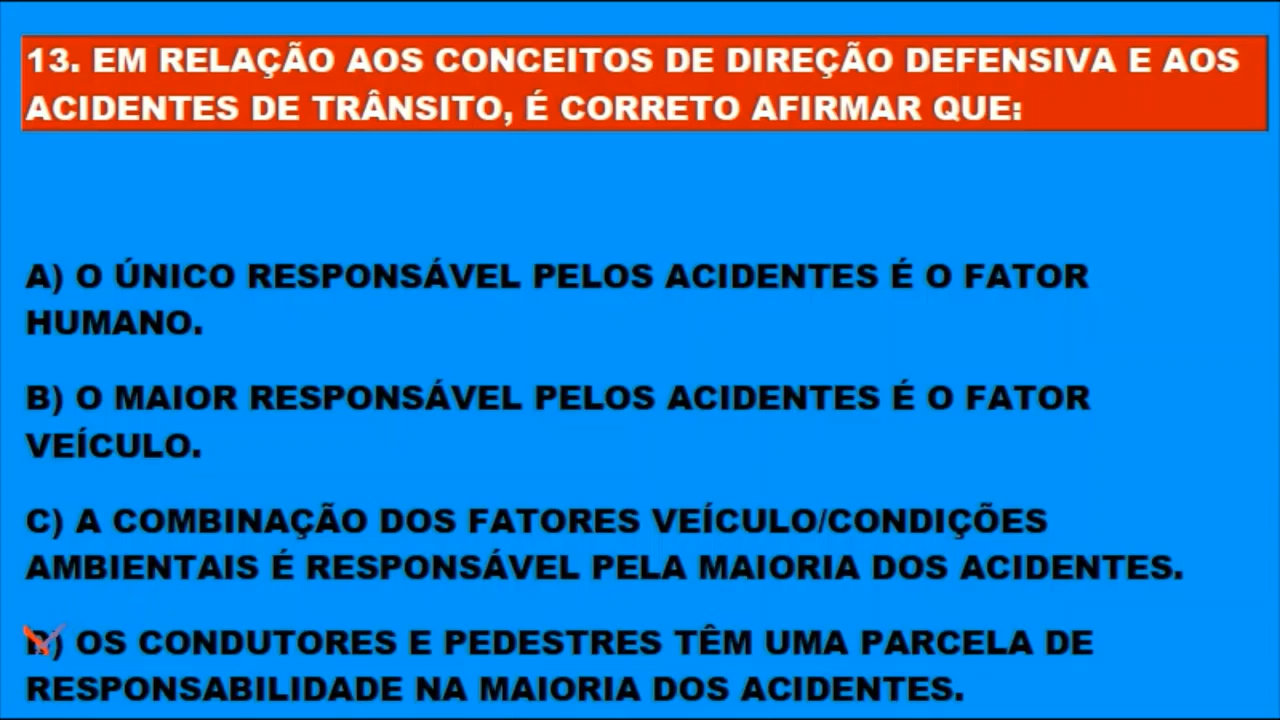 13. EM RELAÇÃO AOS CONCEITOS DE DIREÇÃO DEFENSIVA E AOS
ACIDENTES DE TRÂNSITO, É CORRETO AFIRMAR QUE:
A) O ÚNICO RESPONSÁVEL PELOS ACIDENTES É O FATOR
HUMANO.
B) O MAIOR RESPONSÁVEL PELOS ACIDENTES É O FATOR
VEÍCULO.
C) A COMBINAÇÃO DOS FATORES VEÍCULO/CONDIÇÕES
AMBIENTAIS É RESPONSÁVEL PELA MAIORIA DOS ACIDENTES.
D) OS CONDUTORES E PEDESTRES TÊM UMA PARCELA DE
RESPONSABILIDADE NA MAIORIA DOS ACIDENTES.